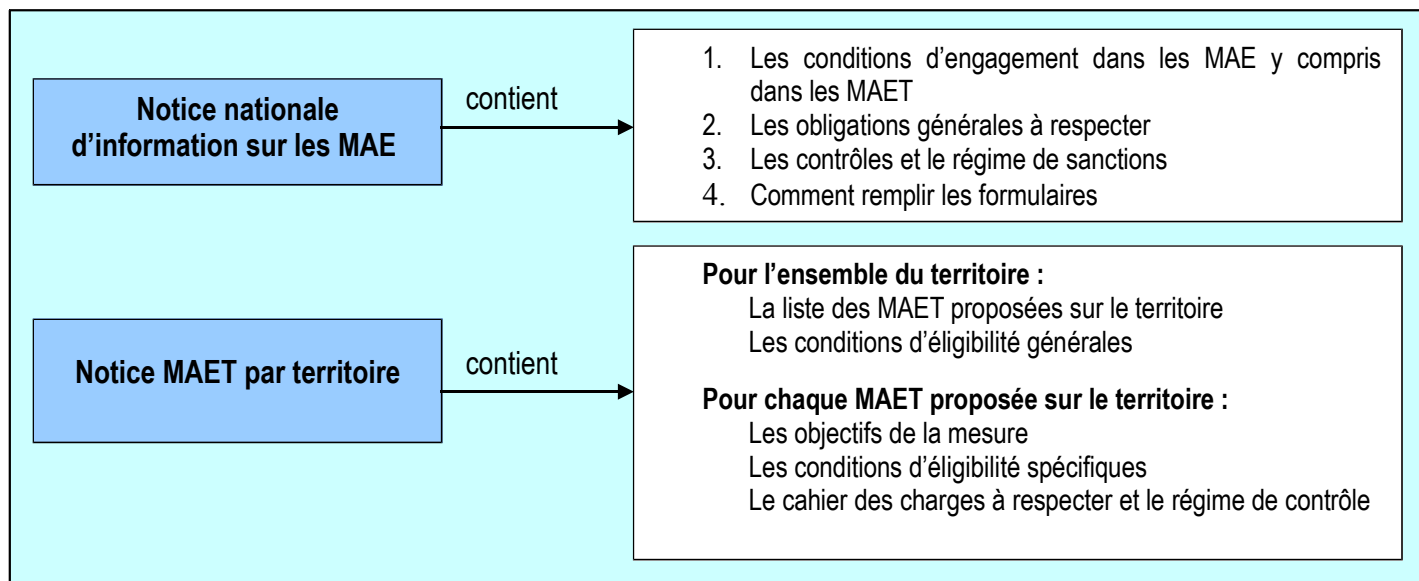 Notice nationale
d’information sur les MAE
contient
1. Les conditions d’engagement dans les MAE y compris
dans les MAET
2. Les obligations générales à respecter
3. Les contrôles et le régime de sanctions
4. Comment remplir les formulaires
Notice MAET par territoire
contient
Pour l’ensemble du territoire :
La liste des MAET proposées sur le territoire
Les conditions d’éligibilité générales
Pour chaque MAET proposée sur le territoire :
Les objectifs de la mesure
Les conditions d’éligibilité spécifiques
Le cahier des charges à respecter et le régime de contrôle